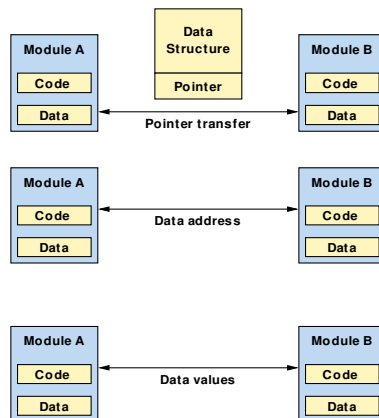 Data
Structure
Pointer
Module A
Module B
Code
Code
Data
Data
Pointer transfer
Module A
Module B
Code
Code
Data address
Data
Data
Module A
Module B
Code
Code
Data values
Data
Data